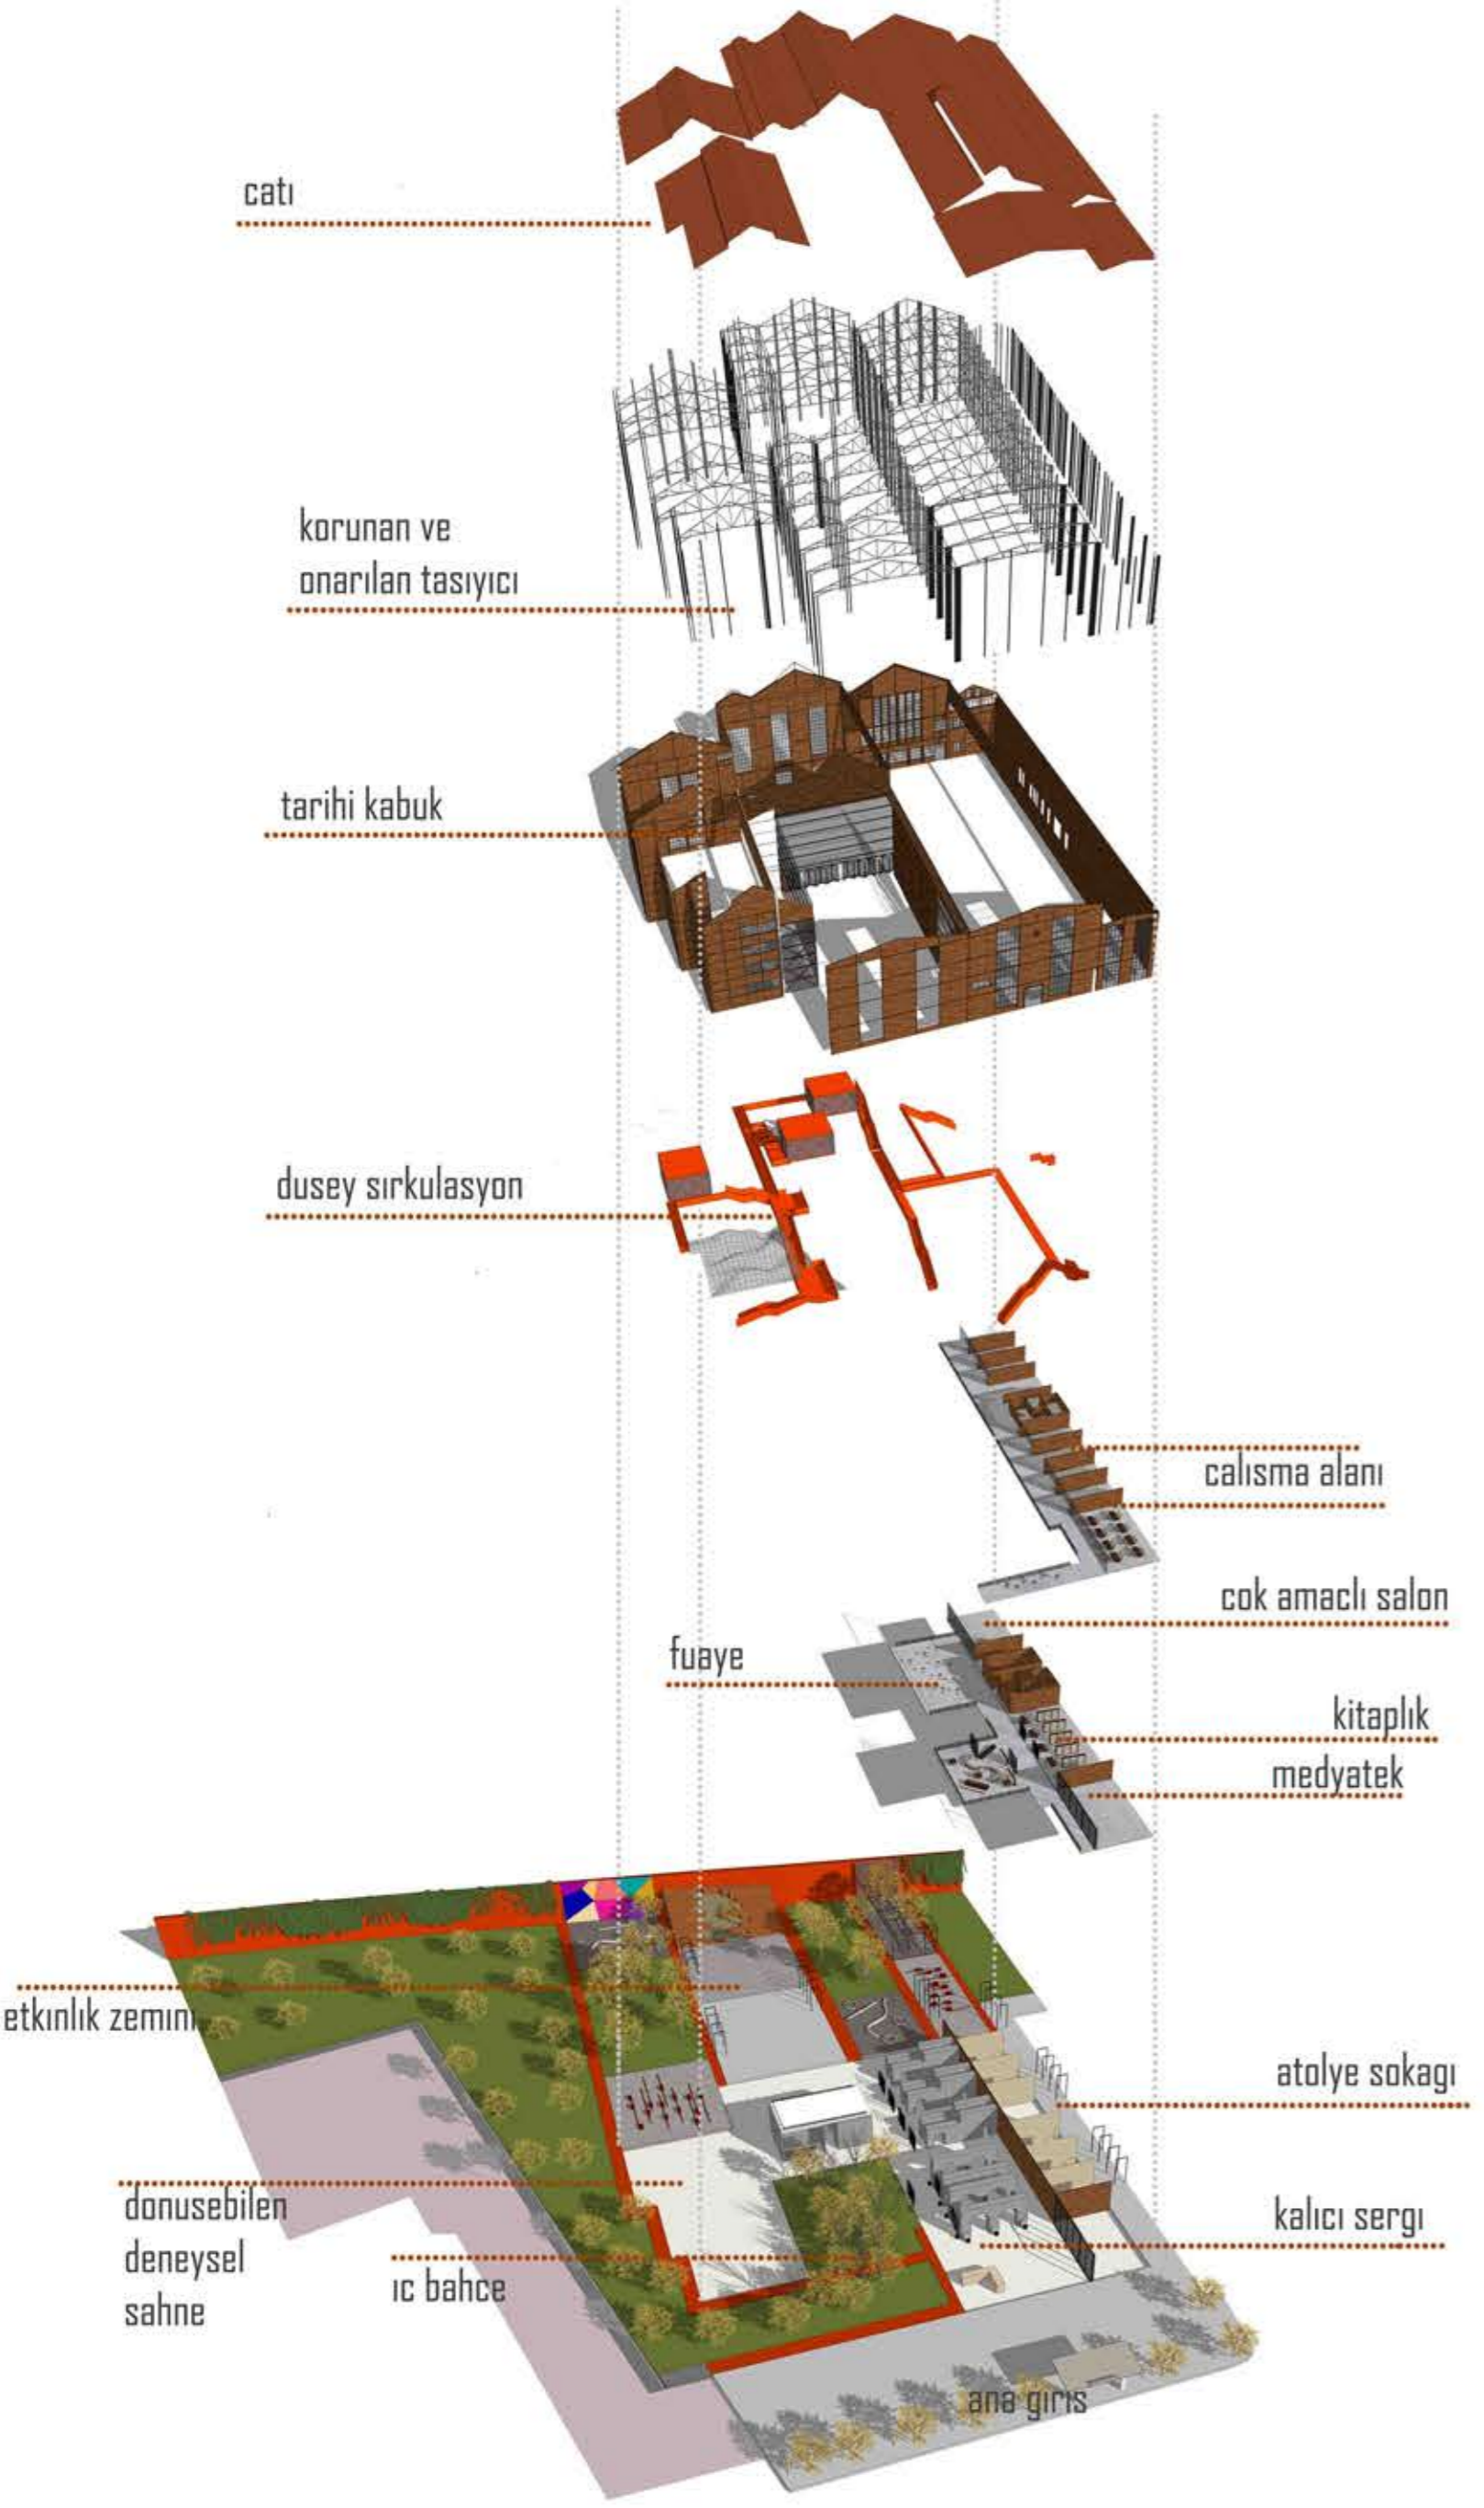 catı
korunan ve
onarılan tasıyıcı
tarihi kabuk
dusey sırkulasyon
calısma alanı
cok amaclı salon
fuaye
kitaplık
medyatek
etkınlık zemını
atolye sokagı
donusebilen
deneysel
sahne
ıc bahce
kalıcı sergı
ana gırıs